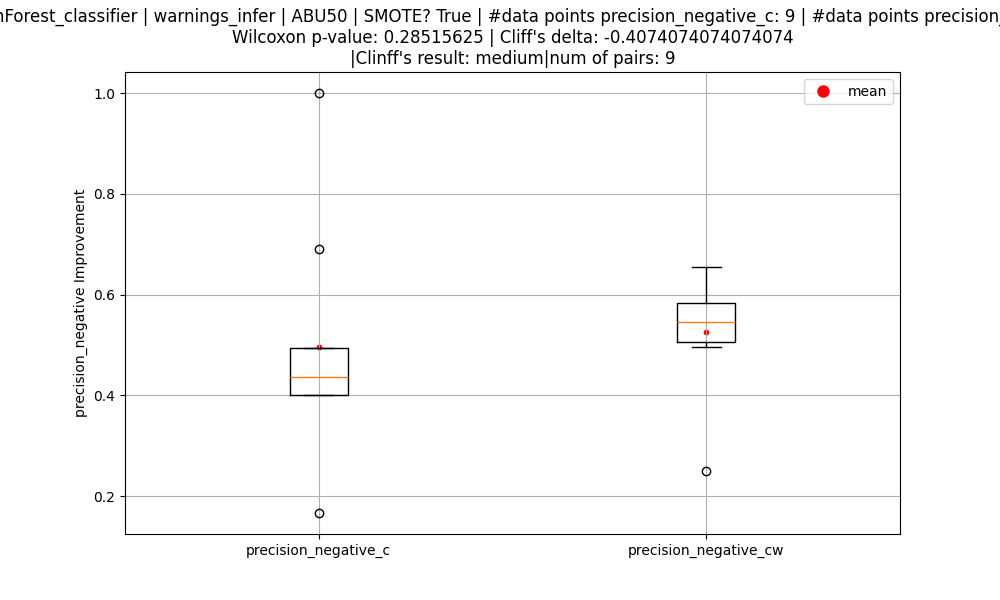 nForest_classifier | warnings_infer | ABU50 | SMOTE? True | #data points precision_negative_c: 9 | #data points precision_
Wilcoxon p-value: 0.28515625 | Cliff's delta: -0.4074074074074074
|Clinff's result: medium|num of pairs: 9
mean
1.0
0.8
0.6
0.4
0.2
precision_negative Improvement
precision_negative_c
precision_negative_cw